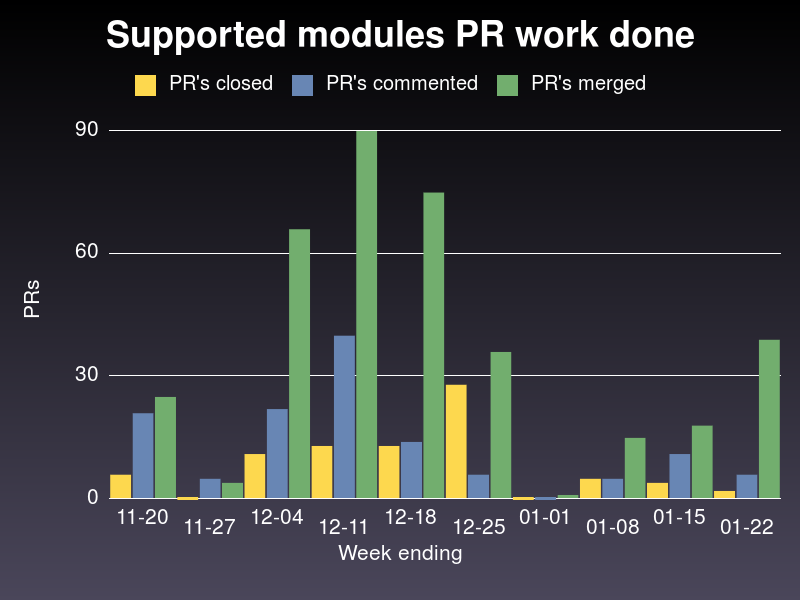 Supported modules PR work done
PR's closed PR's commented PR's merged
90
60
30
0
PRs
11-20 11-27 12-04 12-11 12-18 12-25 01-01 01-08 01-15 01-22
Week ending